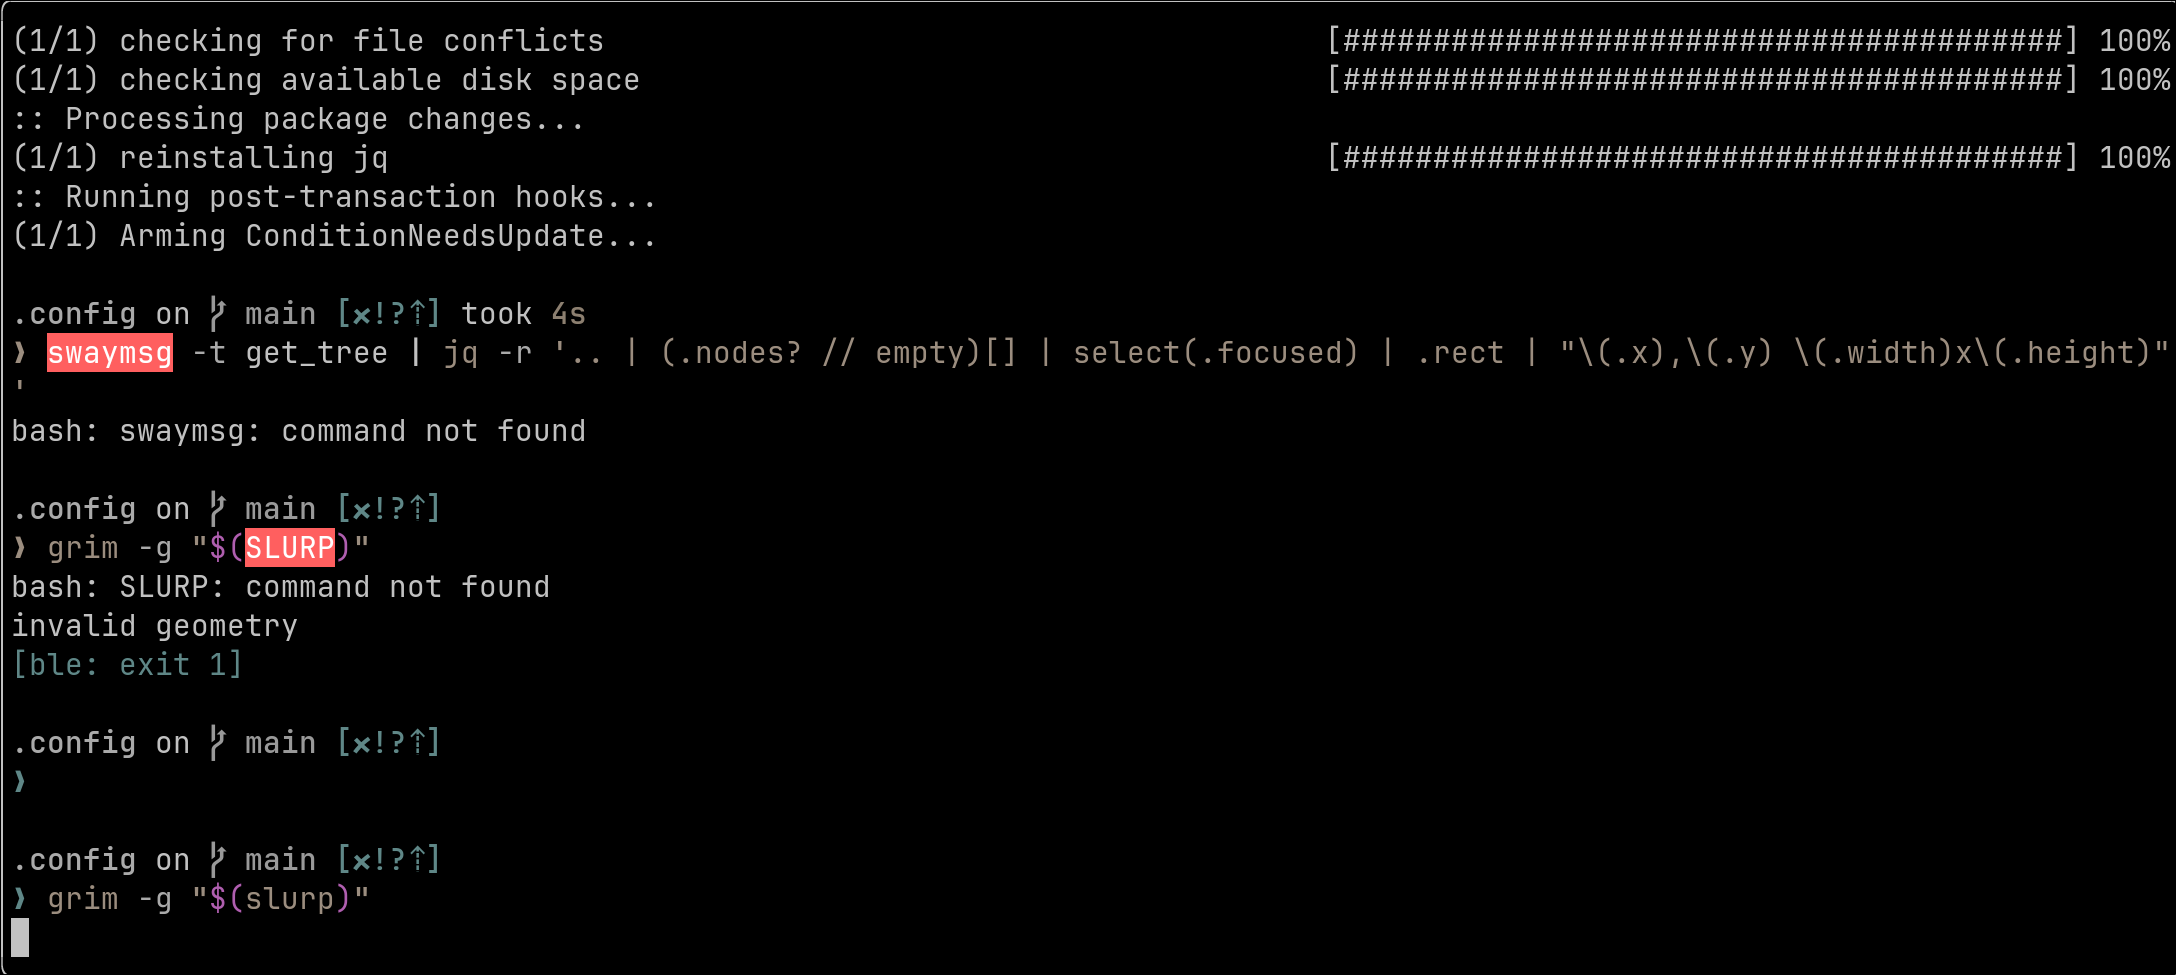 (1/1) checking for file conflicts [########################################] 100%
(1/1) checking available disk space [########################################] 100%
:: Processing package changes...
(1/1) reinstalling jq [########################################] 100%
:: Running post-transaction hooks...
(1/1) Arming ConditionNeedsUpdate...
.config on main [×!?⇡] took 4s
❱ swaymsg -t get_tree | jq -r '.. | (.nodes? // empty)[] | select(.focused) | .rect | "\(.x),\(.y) \(.width)x\(.height)"
'
bash: swaymsg: command not found
.config on main [×!?⇡]
❱ grim -g "$(SLURP)"
bash: SLURP: command not found
invalid geometry
[ble: exit 1]
.config on main [×!?⇡]
❱
.config on main [×!?⇡]
❱ grim -g "$(slurp)"